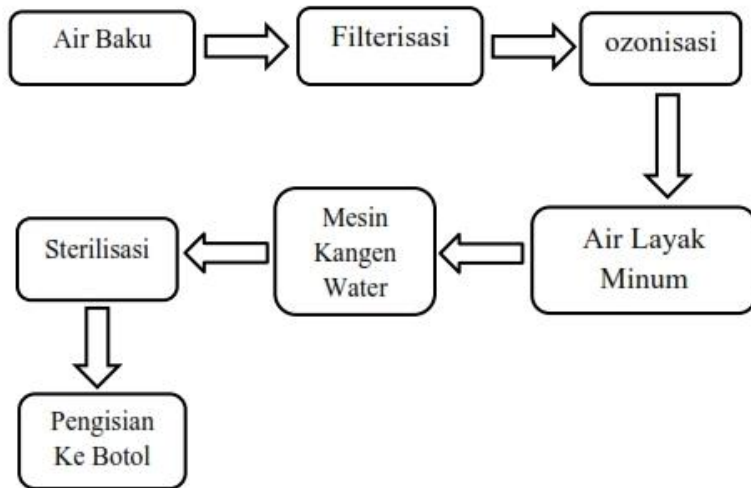 Air Baku
Filterisasi
ozonisasi
Air Layak
Minum
Mesin
Kangen
Water
Sterilisasi
Pengisian
Ke Botol